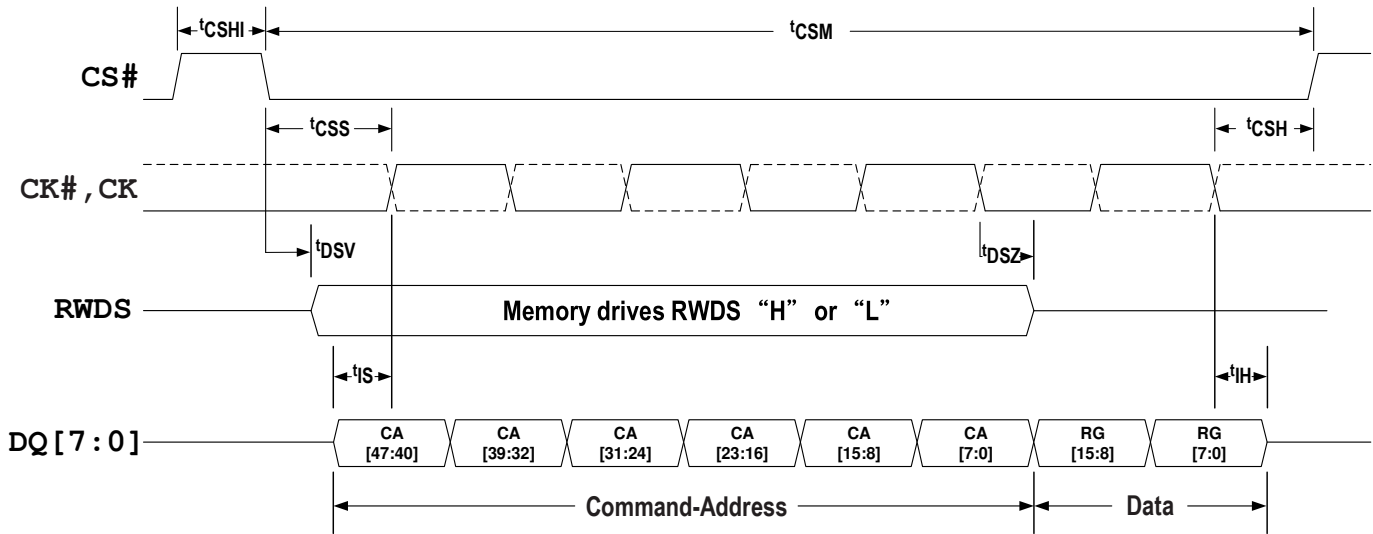 tCSHI
tCSM
CS#
tCSS
tCSH
CK#,CK
tDSV
tDSZ
RWDS
Memory drives RWDS “H” or “L”
tIS
tIH
DQ[7:0]
CA
[47:40]
CA
[39:32]
CA
[31:24]
CA
[23:16]
CA
[15:8]
CA
[7:0]
RG
[15:8]
RG
[7:0]
Command-Address
Data